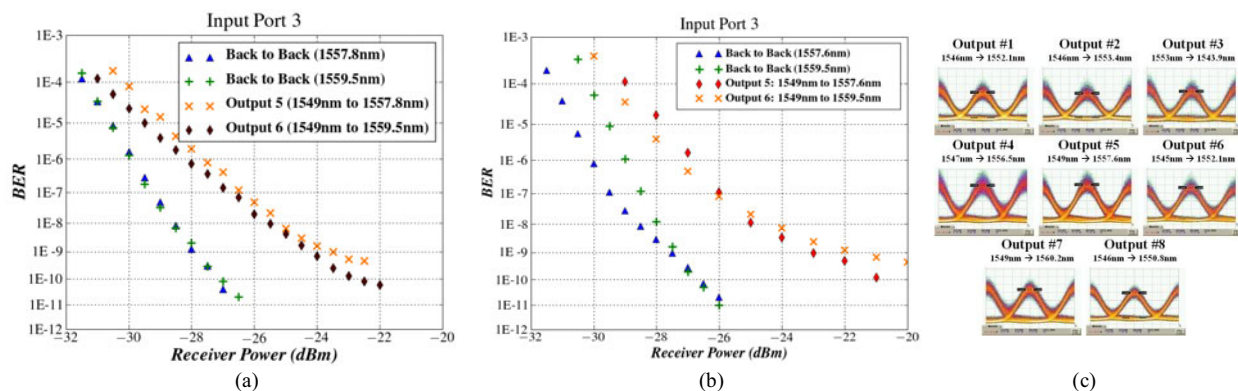 Input Port 3
1E-3
1E-4
1E-5
1E-6
1E-7
1E-8
1E-9
1E-10
1E-11
1E-12
BER
Back to Back (1557.8nm)
Back to Back (1559.5nm)
Output 5 (1549nm to 1557.8nm)
Output 6 (1549nm to 1559.5nm)
−32 −30 −28 −26 −24 −22 −20
Receiver Power (dBm)
(a)
Input Port 3
1E-3
1E-4
1E-5
1E-6
1E-7
1E-8
1E-9
1E-10
1E-11
1E-12
BER
Back to Back (1557.6nm)
Back to Back (1559.5nm)
Output 5: 1549nm to 1557.6nm
Output 6: 1549nm to 1559.5nm
−32 −30 −28 −26 −24 −22 −20
Receiver Power (dBm)
(b)
Output #1 Output #2 Output #3
1546nm → 1552.1nm 1546nm → 1553.4nm 1553nm → 1543.9nm
Output #4 Output #5 Output #6
1547nm → 1556.5nm 1549nm → 1557.6nm 1545nm → 1552.1nm
Output #7 Output #8
1549nm → 1560.2nm 1546nm → 1550.8nm
(c)